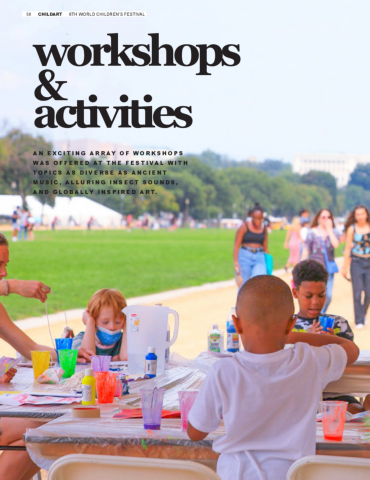 58 CHILDART 6TH WORLD CHILDREN'S FESTIVAL
workshops
&
activities
AN EXCITING ARRAY OF WORKSHOPS
WAS OFFERED AT THE FESTIVAL WITH
TOPICS AS DIVERSE AS ANCIENT
MUSIC, ALLURING INSECT SOUNDS,
AND GLOBALLY INSPIRED ART.